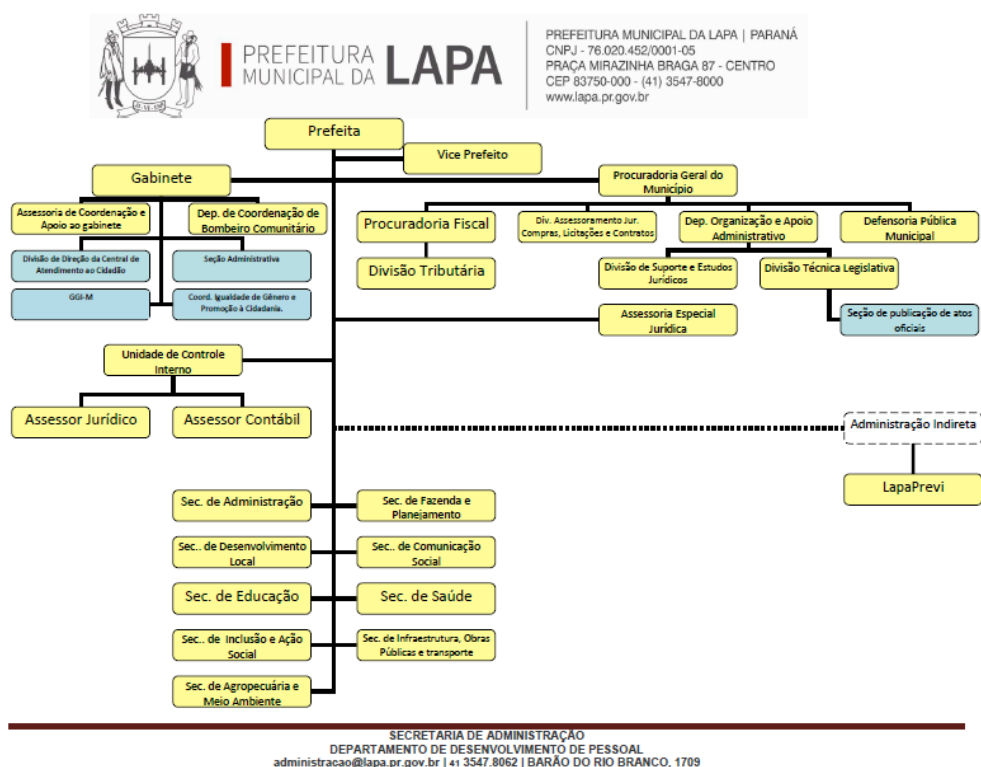 PREFEITURA
MUNICIPAL DA
LAPA
PREFEITURA MUNICIPAL DA LAPA | PARANÁ
CNPJ - 76.020.452/0001-05
PRAÇA MIRAZINHA BRAGA 87 - CENTRO
CEP 83750-000 - (41) 3547-8000
www.lapa.pr.gov.br
Prefeita
Vice Prefeito
Gabinete
Procuradoria Geral do
Município
Assessoria de Coordenação e
Apoio ao gabinete
Dep. de Coordenação de
Bombeiro Comunitário
Procuradoria Fiscal
Div. Assessoramento Jur.
Compras, Licitações e Contratos
Dep. Organização e Apoio
Administrativo
Defensoria Pública
Municipal
Divisão de Direção da Central de
Atendimento ao Cidadão
Seção Administrativa
Divisão Tributária
Divisão de Suporte e Estudos
Jurídicos
Divisão Técnica Legislativa
GGI-M
Coord. Igualdade de Gênero e
Promoção à Cidadania.
Assessoria Especial
Jurídica
Seção de publicação de atos
oficiais
Unidade de Controle
Interno
Assessor Jurídico
Assessor Contábil
Administração Indireta
LapaPrevi
Sec. de Administração
Sec. de Fazenda e
Planejamento
Sec.. de Desenvolvimento
Local
Sec.. de Comunicação
Social
Sec. de Educação
Sec. de Saúde
Sec.. de Inclusão e Ação
Social
Sec. de Infraestrutura, Obras
Públicas e transporte
Sec. de Agropecuária e
Meio Ambiente
SECRETARIA DE ADMINISTRAÇÃO
DEPARTAMENTO DE DESENVOLVIMENTO DE PESSOAL
administracao@lapa.pr.gov.br | 41 3547.8062 | BARÃO DO RIO BRANCO, 1709